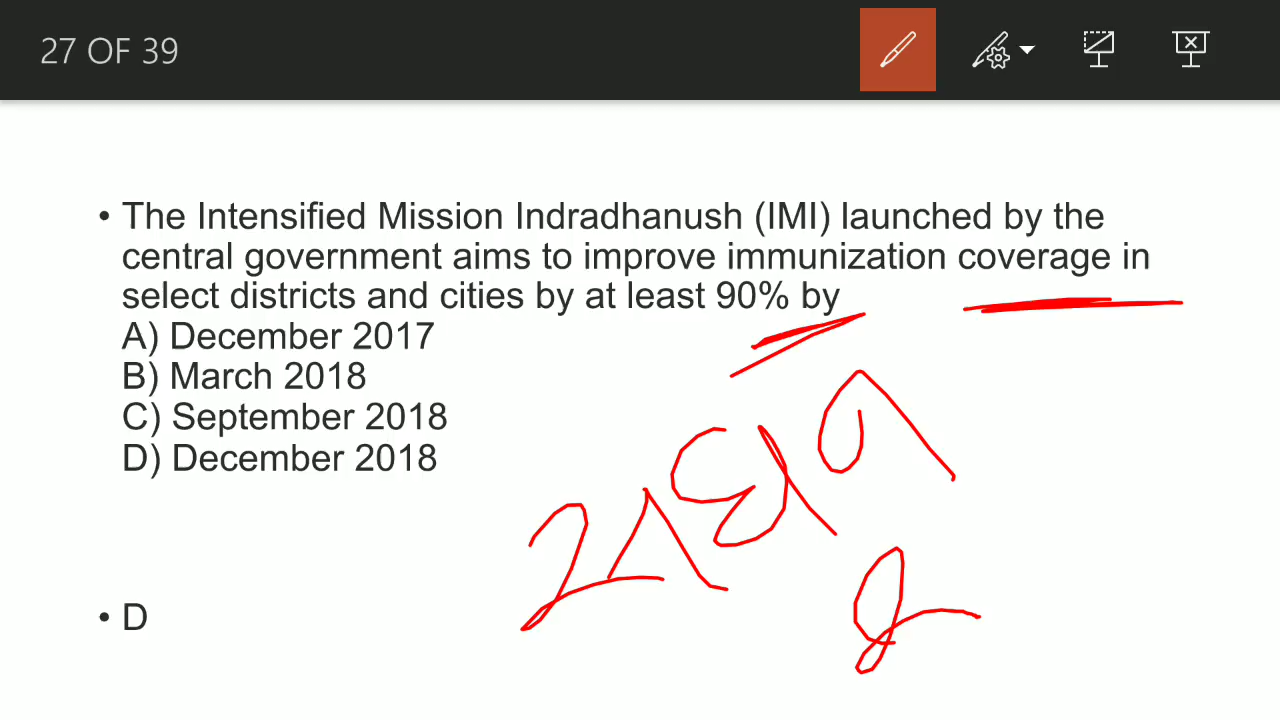 27 OF 39
• The Intensified Mission Indradhanush (IMI) launched by the
central government aims to improve immunization coverage in
select districts and cities by at least 90% by
A) December 2017
B) March 2018
C) September 2018
D) December 2018
• D